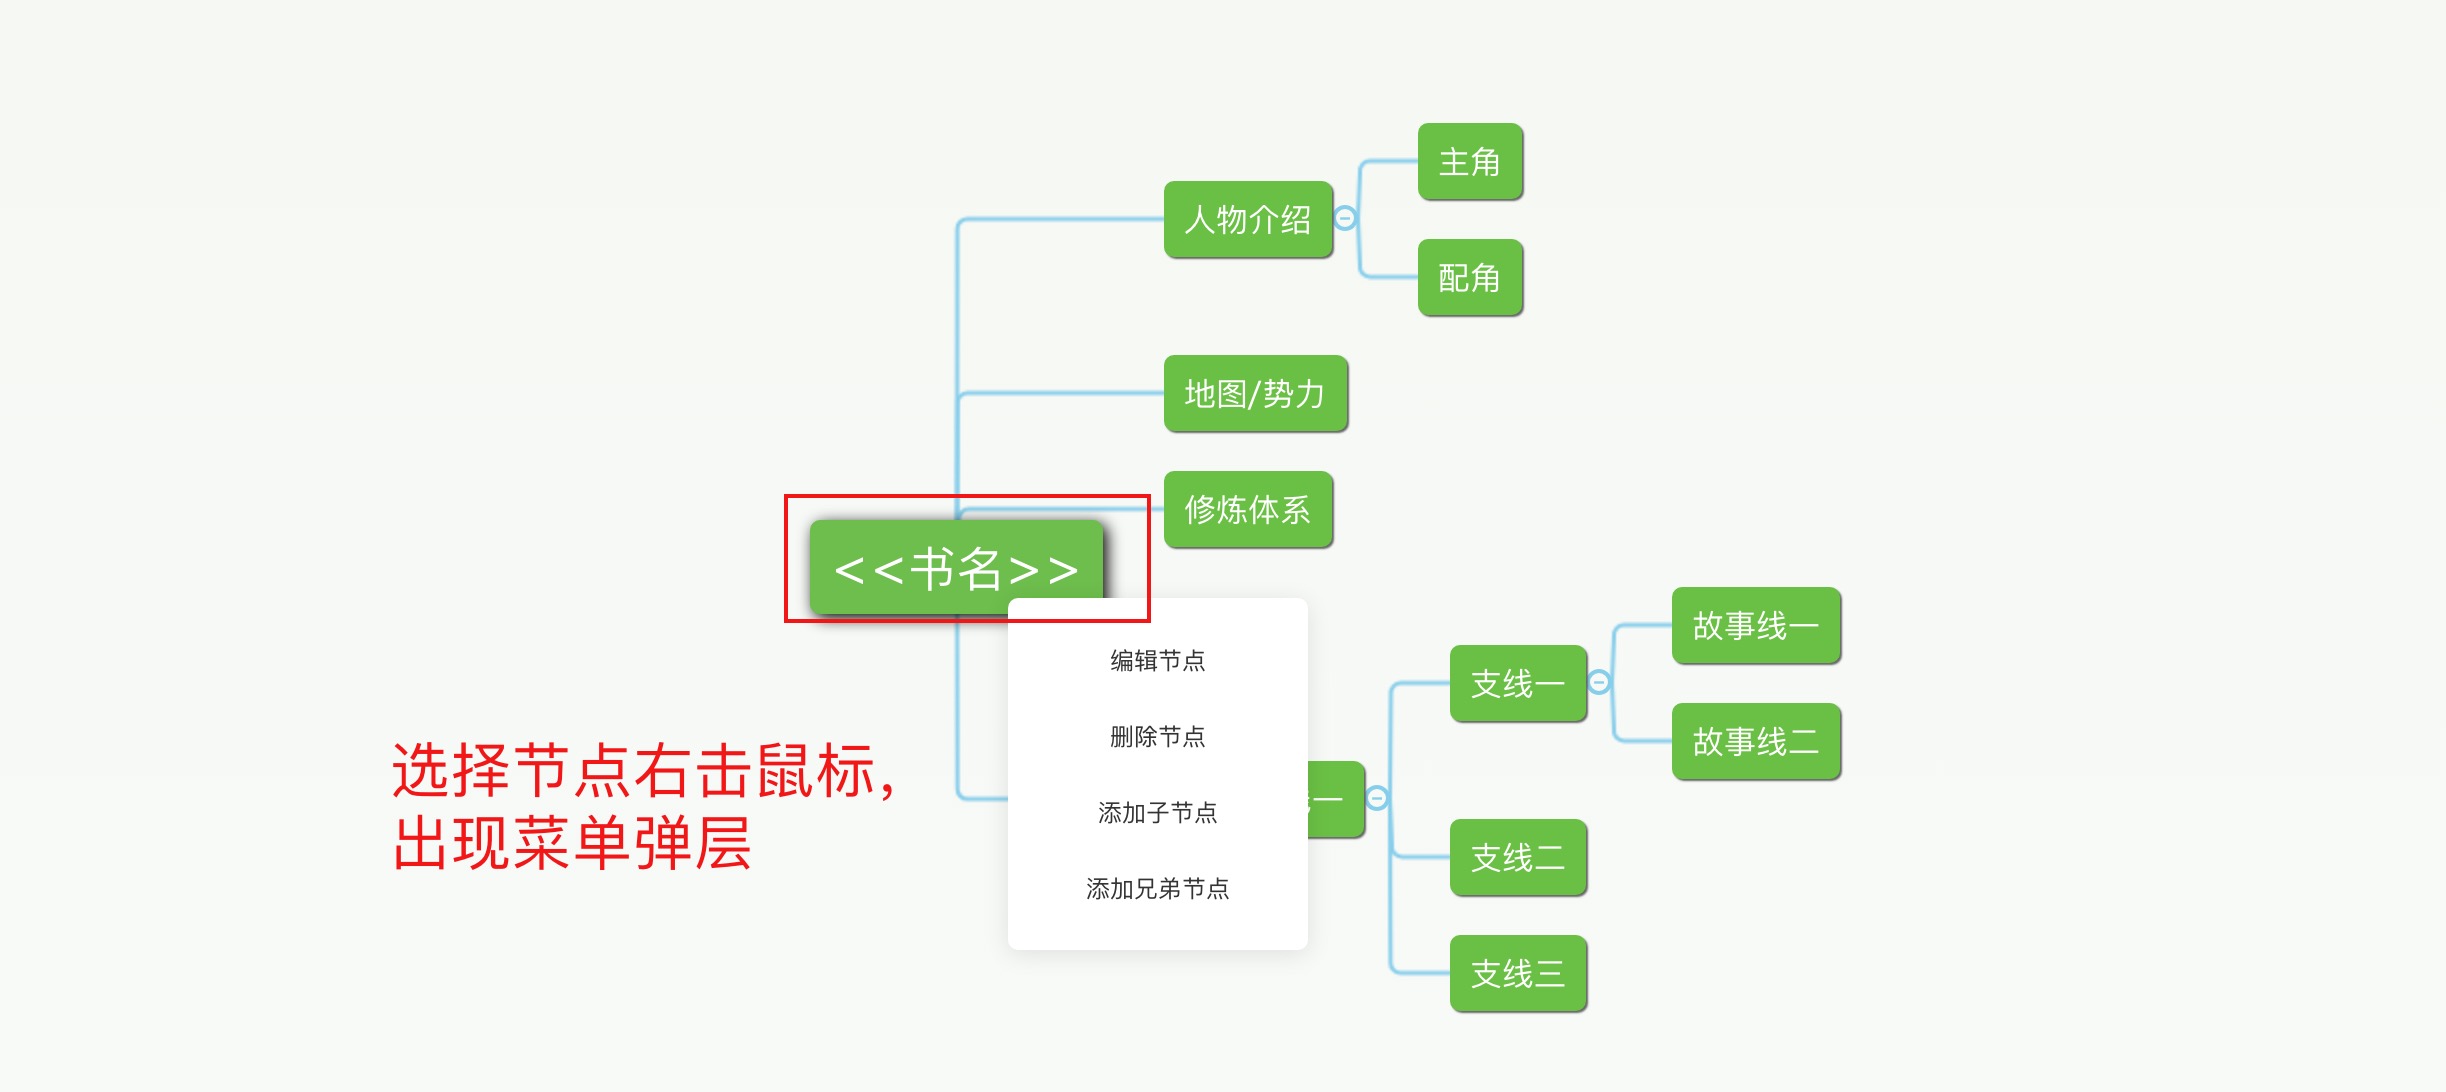 主角
人物介绍
配角
地图/势力
修炼体系
<<书名>>
编辑节点
删除节点
添加子节点
添加兄弟节点
一
支线一
故事线一
故事线二
支线二
支线三
选择节点右击鼠标,
出现菜单弹层